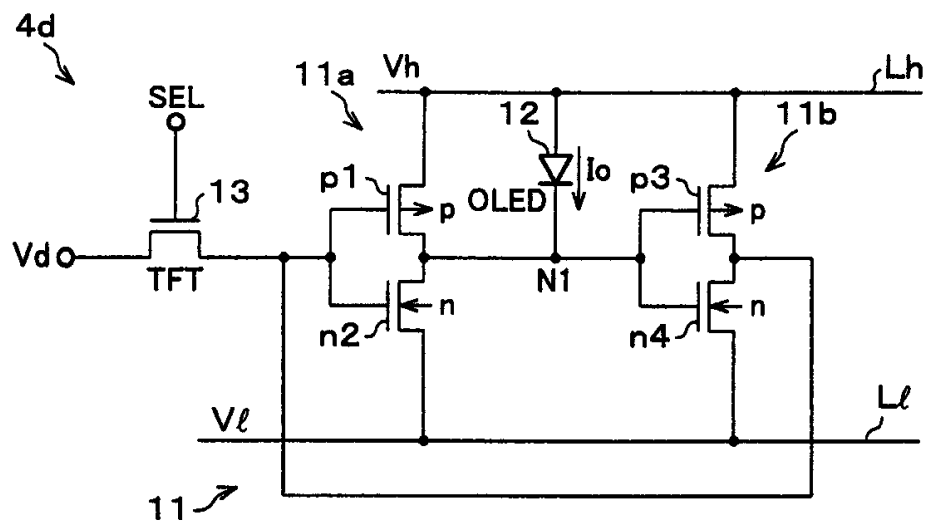 4d
SEL
13
Vd
TFT
11a
Vh
Lh
12
11b
p1
p
OLED
Io
p3
p
N1
n2
n
n4
n
Vℓ
Lℓ
11